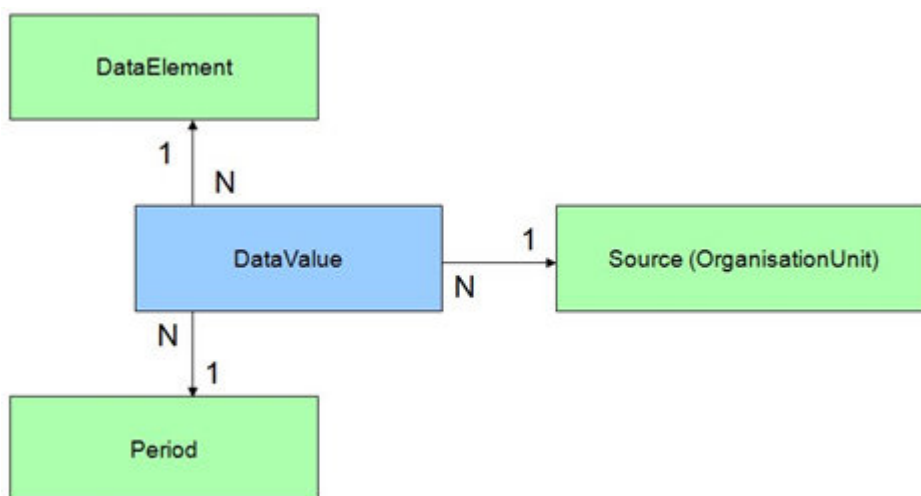 DataElement
1
N
DataValue
1
N
Source (OrganisationUnit)
N
1
Period